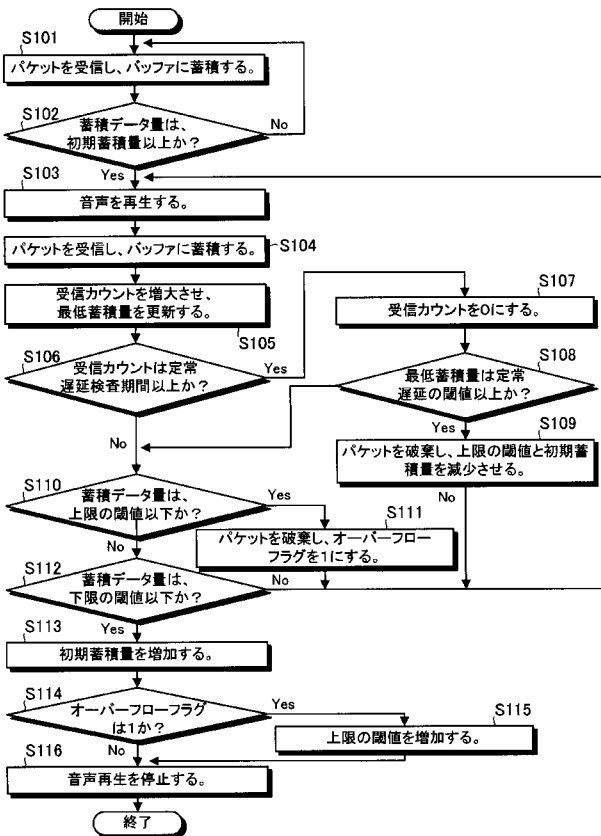 開始
S101
パケットを受信し、バッファに蓄積する。
S102
蓄積データ量は、
初期蓄積量以上か？
No
Yes
S103
音声を再生する。
パケットを受信し、バッファに蓄積する。
S104
受信カウントを増大させ、
最低蓄積量を更新する。
S105
S106
受信カウントは定常
遅延検査期間以上か？
Yes
No
S107
受信カウントを0にする。
S108
最低蓄積量は定常
遅延の閾値以上か？
Yes
S109
パケットを破棄し、上限の閾値と初期蓄
積量を減少させる。
No
S110
蓄積データ量は、
上限の閾値以下か？
Yes
No
S111
パケットを破棄し、オーバーフロー
フラグを1にする。
S112
蓄積データ量は、
下限の閾値以下か？
No
Yes
S113
初期蓄積量を増加する。
S114
オーバーフローフラグ
は1か？
Yes
No
S115
上限の閾値を増加する。
S116
音声再生を停止する。
終了